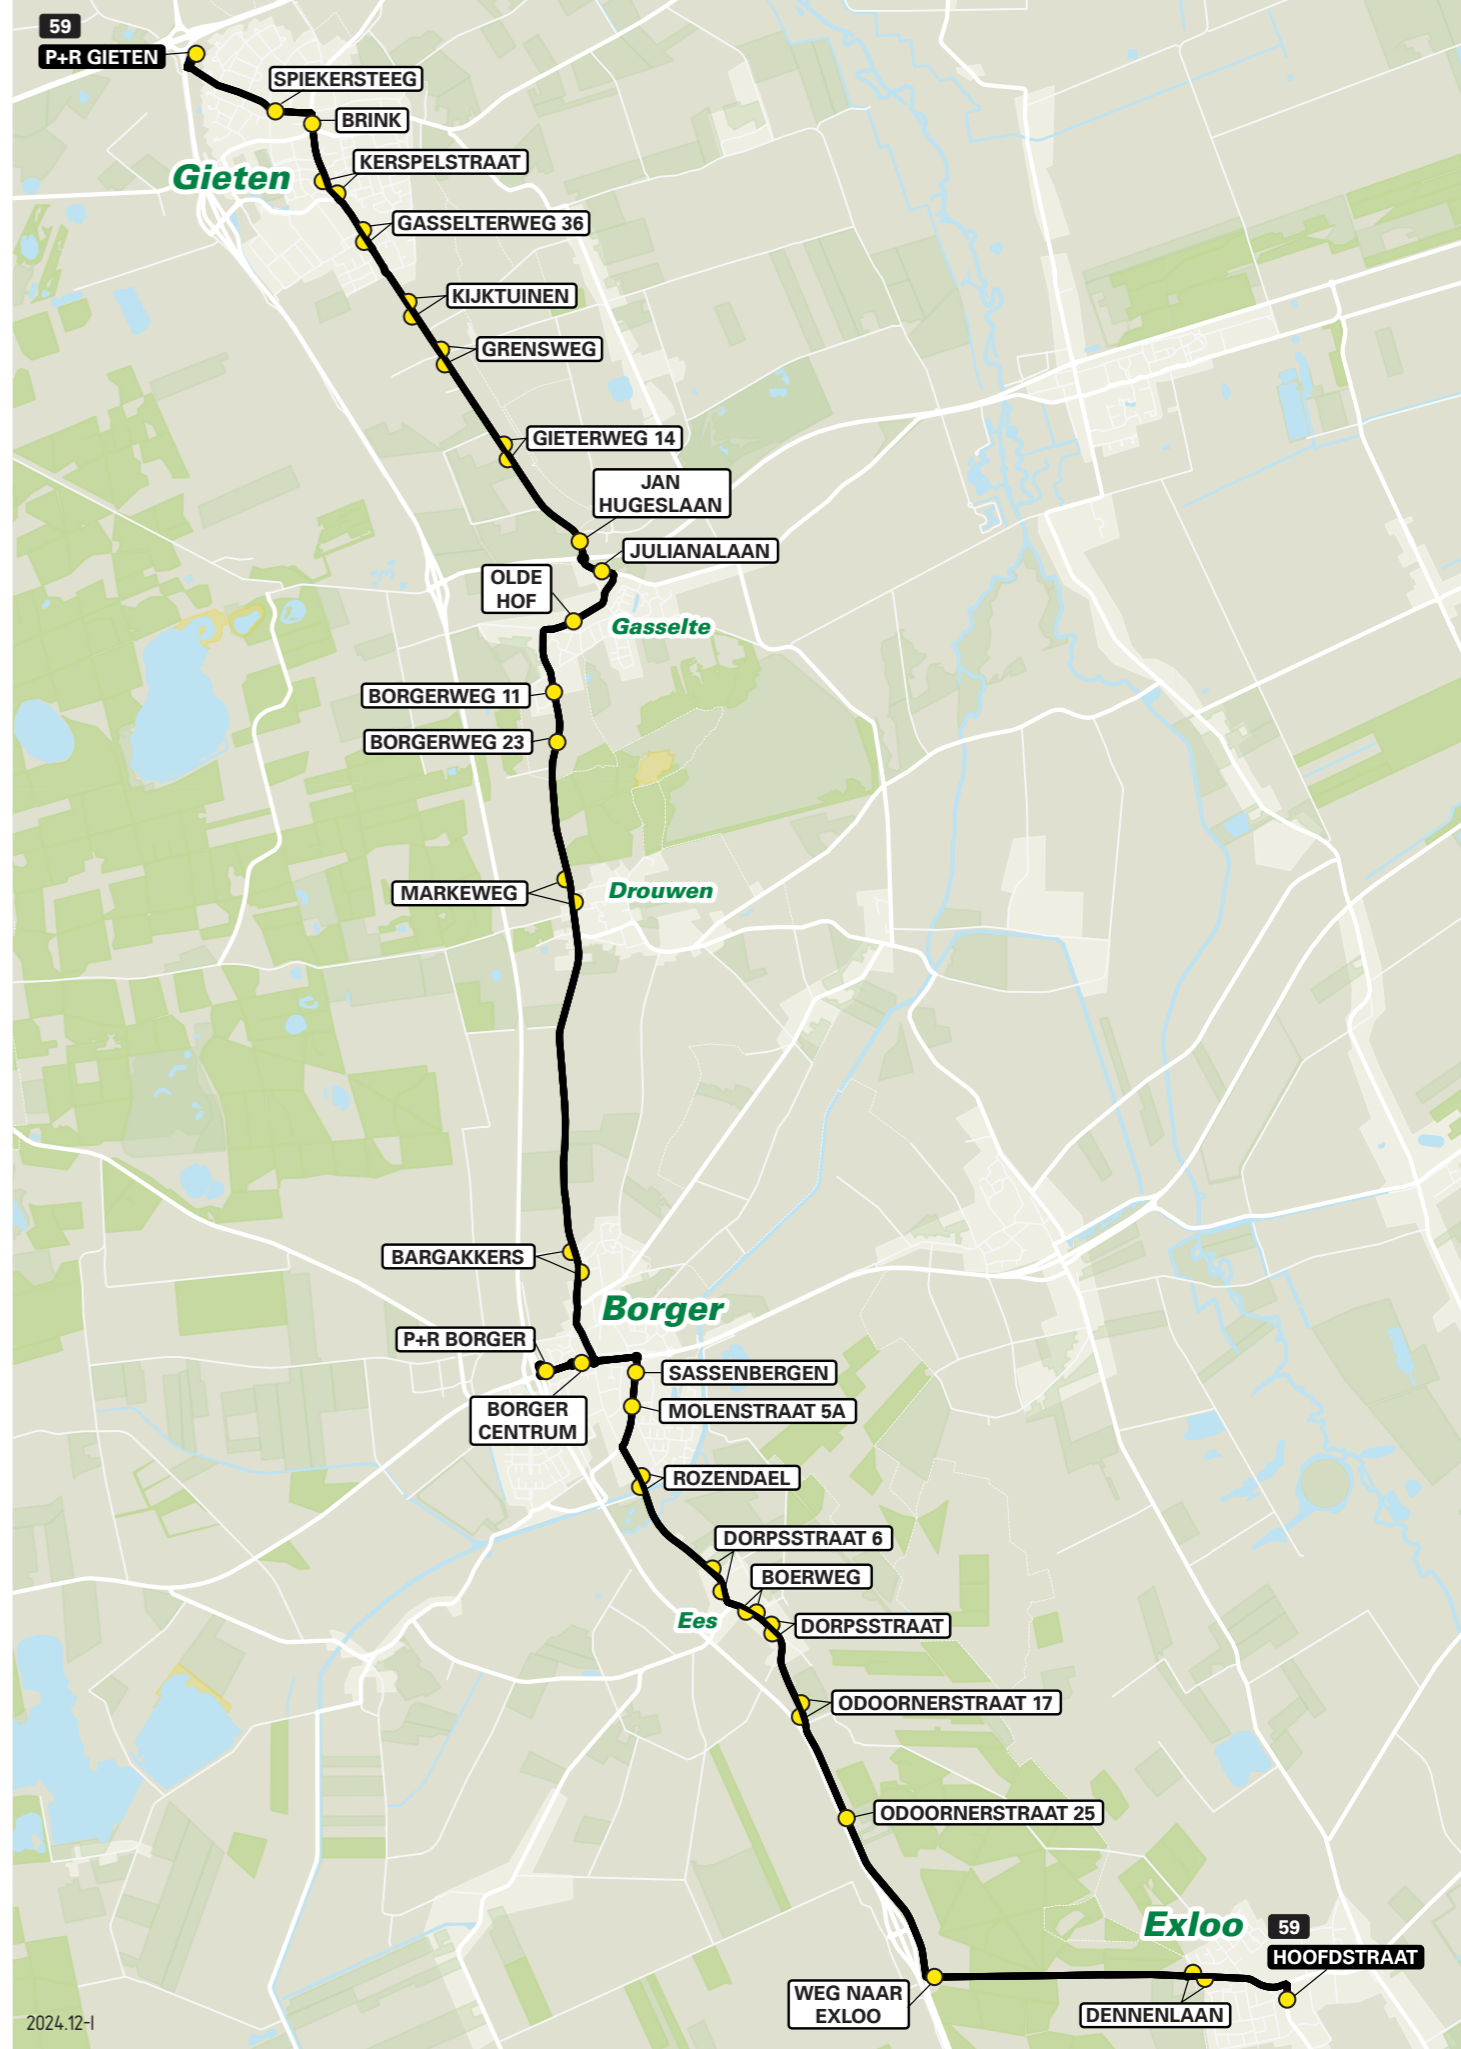 59
P+R GIETEN
SPIEKERSTEEG
BRINK
KERSPELSTRAAT
Gieten
GASSELTERWEG 36
KIJKTUINEN
GRENSWEG
GIETERWEG 14
JAN
HUGESLAAN
JULIANALAAN
OLDE
HOF
Gasselte
BORGERWEG 11
BORGERWEG 23
MARKEWEG
Drouwen
BARGAKKERS
Borger
P+R BORGER
SASSENBERGEN
BORGER
CENTRUM
MOLENSTRAAT 5A
ROZENDAEL
DORPSSTRAAT 6
BOERWEG
Ees
DORPSSTRAAT
ODOORNERSTRAAT 17
ODOORNERSTRAAT 25
Exloo
59
HOOFDSTRAAT
WEG NAAR
EXLOO
DENNENLAAN
2024.12-I